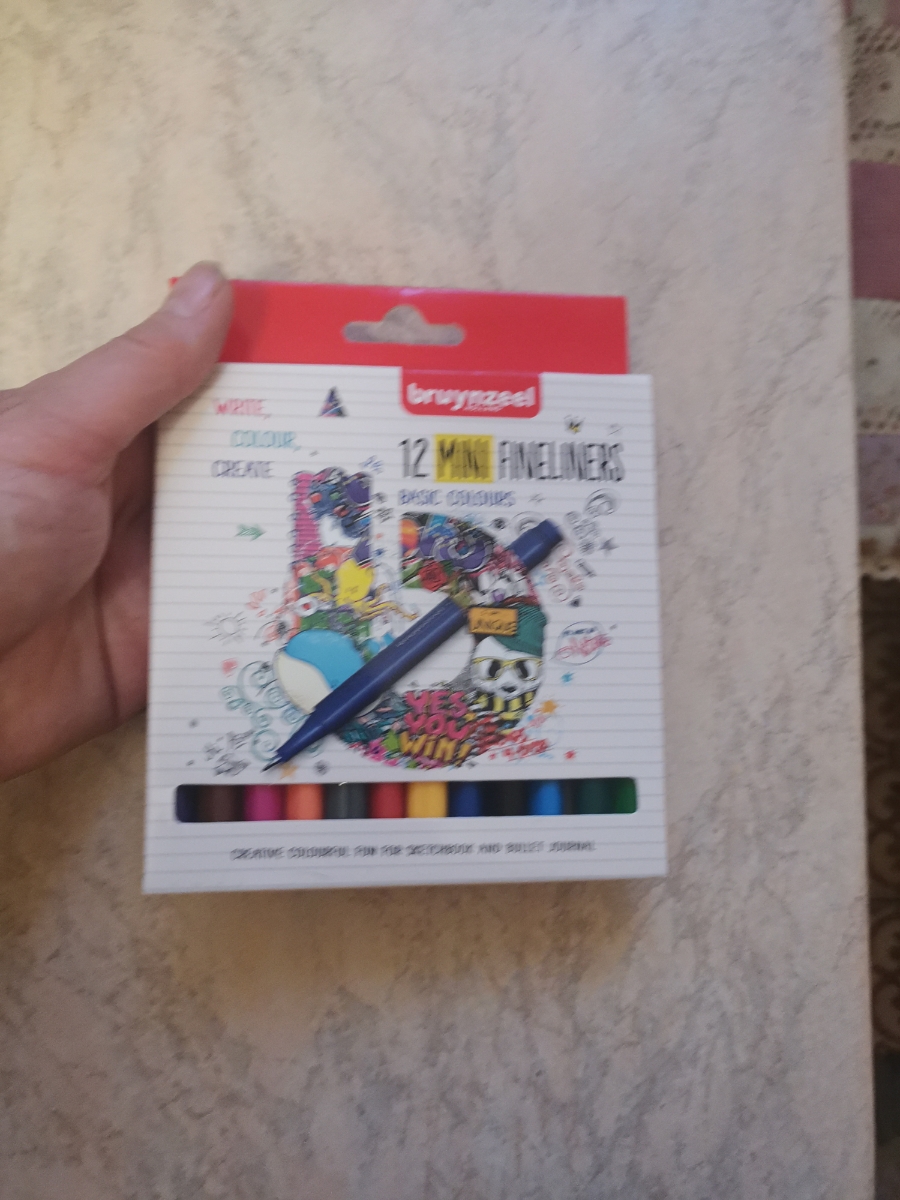 bruynzeel
WRITE,
COLOUR,
CREATE
12 MINI FINELINERS
BASIC COLOURS
YES
YOU
WIN!
CREATIVE COLOURFUL FUN FOR SKETCHBOOK AND BULLET JOURNAL